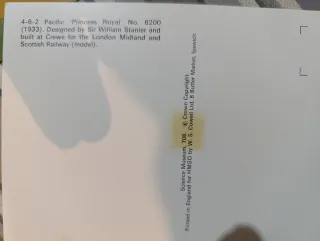 4-6-2 Pacific 'Princess Royal' No. 6200
(1933). Designed by Sir William Stanier and
built at Crewe for the London Midland and
Scottish Railway (model).
Science Museum, 708. © Crown Copyright
Printed in England for HMSO by W. S. Cowell Ltd, 8 Butter Market, Ipswich